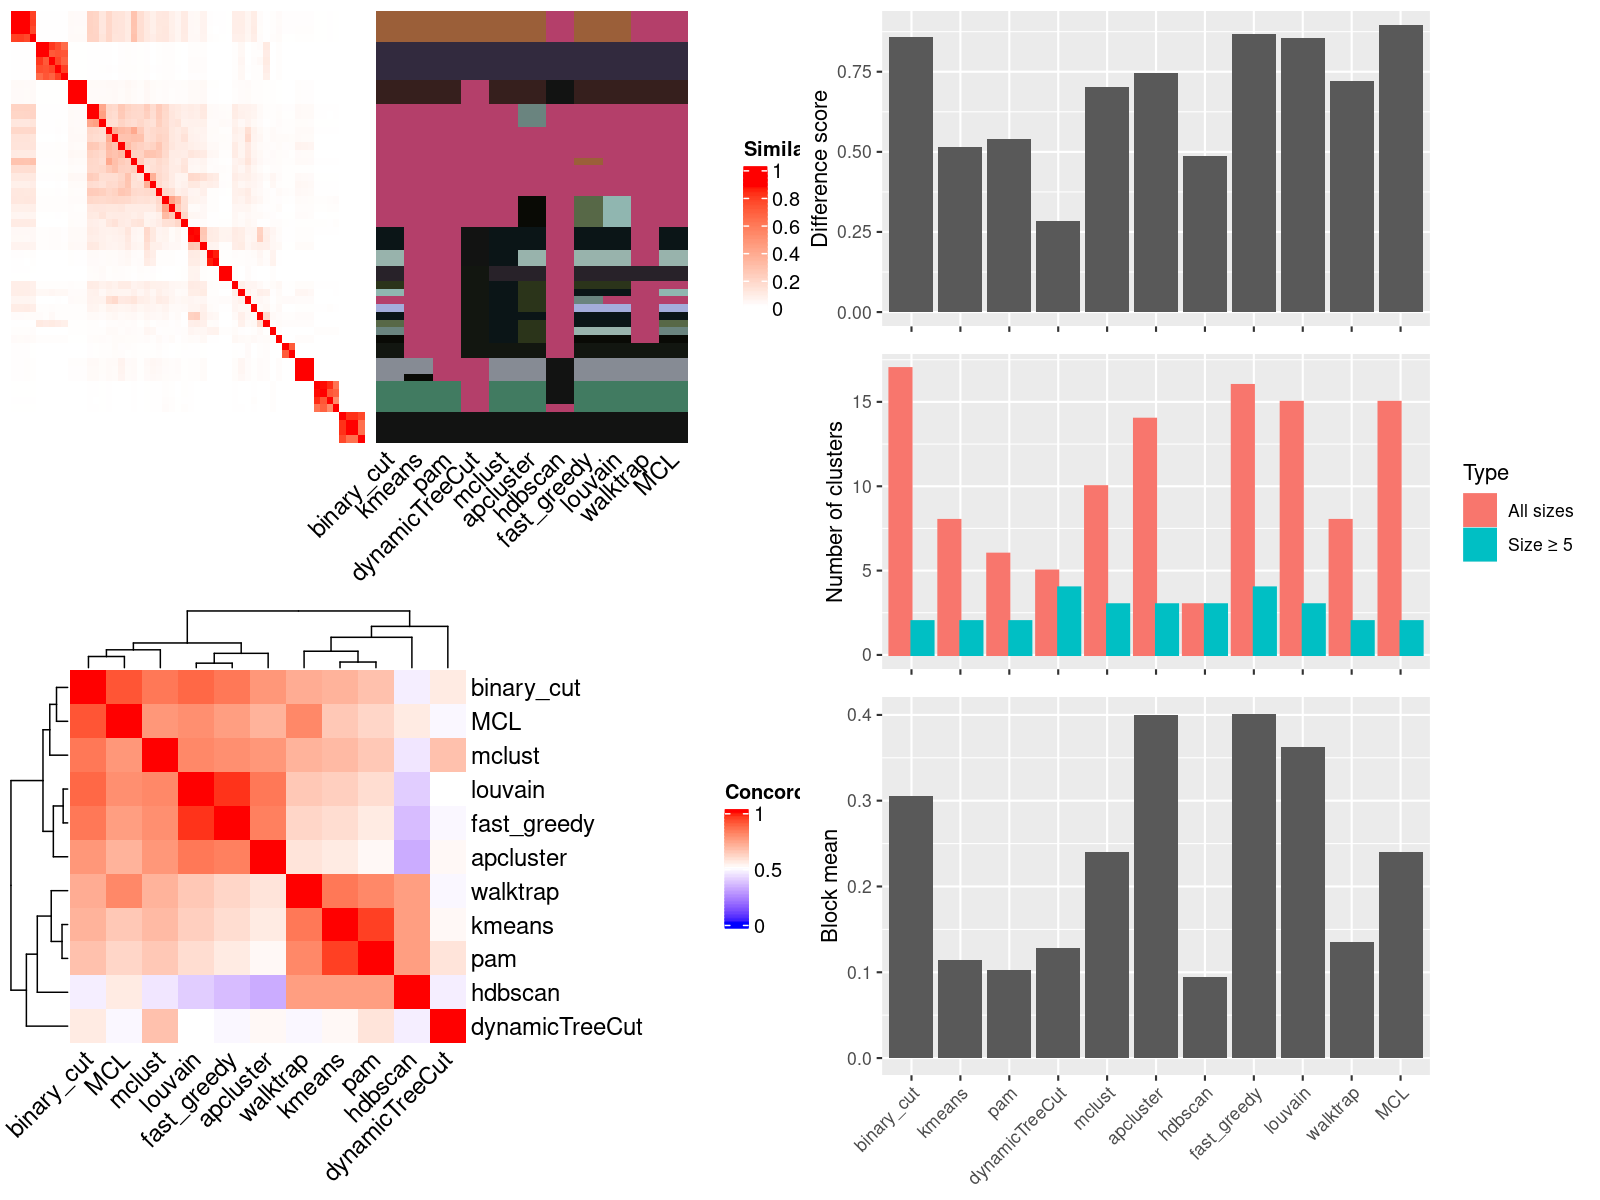 Simila
1
0.8
0.6
0.4
0.2
0
binary_cut
kmeans
pam
dynamicTreeCut
mclust
apcluster
hdbscan
fast_greedy
louvain
walktrap
MCL
binary_cut
MCL
mclust
louvain
fast_greedy
apcluster
walktrap
kmeans
pam
hdbscan
dynamicTreeCut
binary_cut
MCL
mclust
louvain
fast_greedy
apcluster
walktrap
kmeans
pam
hdbscan
dynamicTreeCut
Concord
1
0.5
0
Difference score
0.75
0.50
0.25
0.00
Number of clusters
15
10
5
0
Type
All sizes
Size ≥ 5
Block mean
0.4
0.3
0.2
0.1
0.0
binary_cut
kmeans
pam
dynamicTreeCut
mclust
apcluster
hdbscan
fast_greedy
louvain
walktrap
MCL